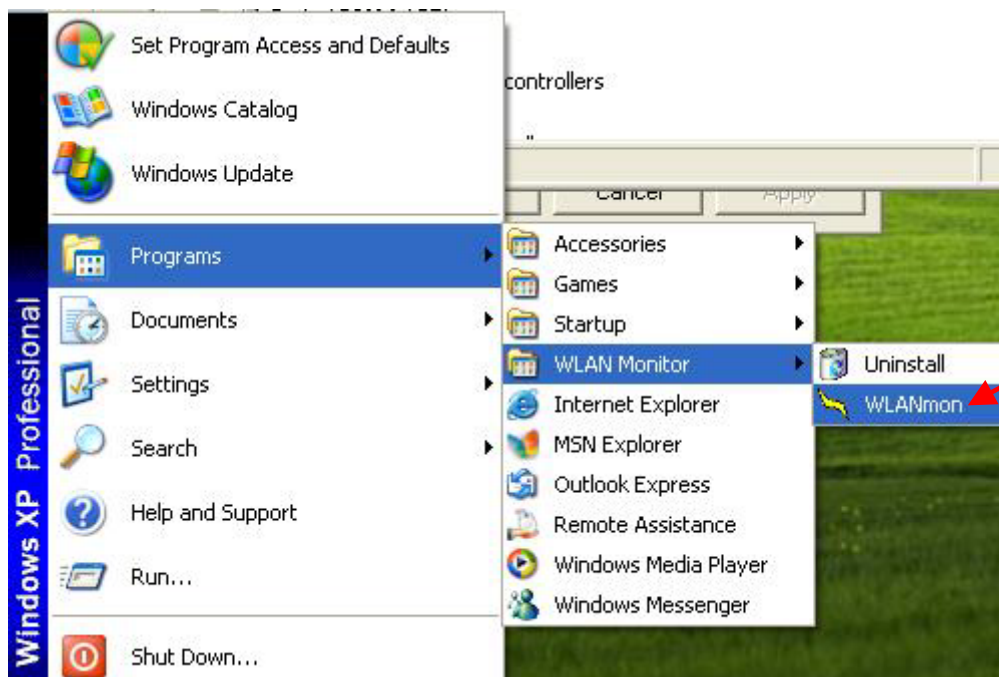 Set Program Access and Defaults
Windows Catalog
Windows Update
Programs
Documents
Settings
Search
Help and Support
Run...
Shut Down...
Windows XP Professional
controllers
Cancel
Apply
Accessories
Games
Startup
WLAN Monitor
Internet Explorer
MSN Explorer
Outlook Express
Remote Assistance
Windows Media Player
Windows Messenger
Uninstall
WLANmon